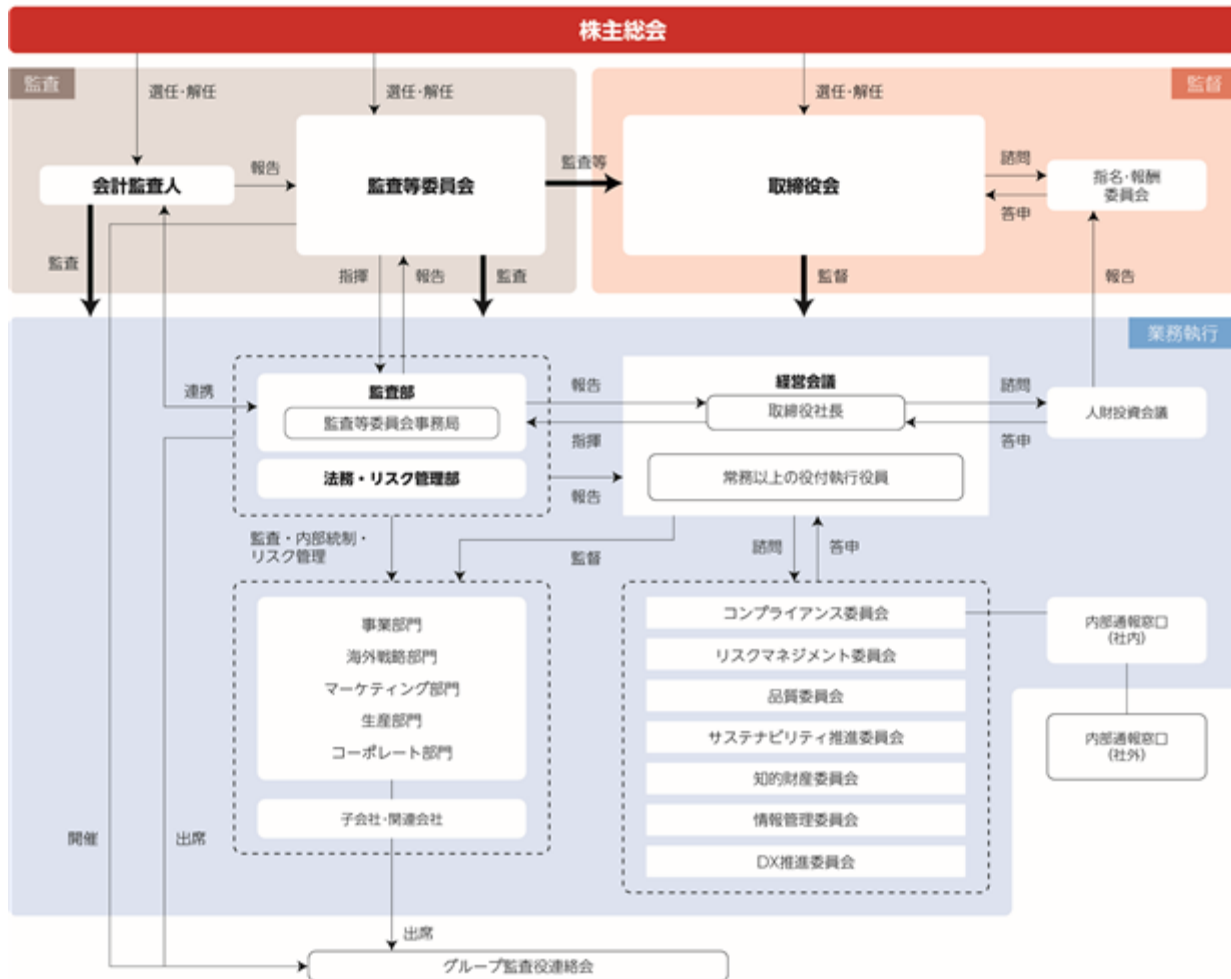 株主総会
監査
監督
選任・解任
選任・解任
選任・解任
会計監査人
報告
監査等委員会
監査等
取締役会
諮問
答申
指名・報酬
委員会
監査
指揮
報告
監査
監督
報告
業務執行
連携
監査部
監査等委員会事務局
法務・リスク管理部
報告
指揮
報告
経営会議
取締役社長
常務以上の役付執行役員
諮問
答申
人財投資会議
監査・内部統制・
リスク管理
監督
諮問
答申
事業部門
海外戦略部門
マーケティング部門
生産部門
コーポレート部門
子会社・関連会社
コンプライアンス委員会
リスクマネジメント委員会
品質委員会
サステナビリティ推進委員会
知的財産委員会
情報管理委員会
DX推進委員会
内部通報窓口
(社内)
内部通報窓口
(社外)
開催
出席
出席
グループ監査役連絡会